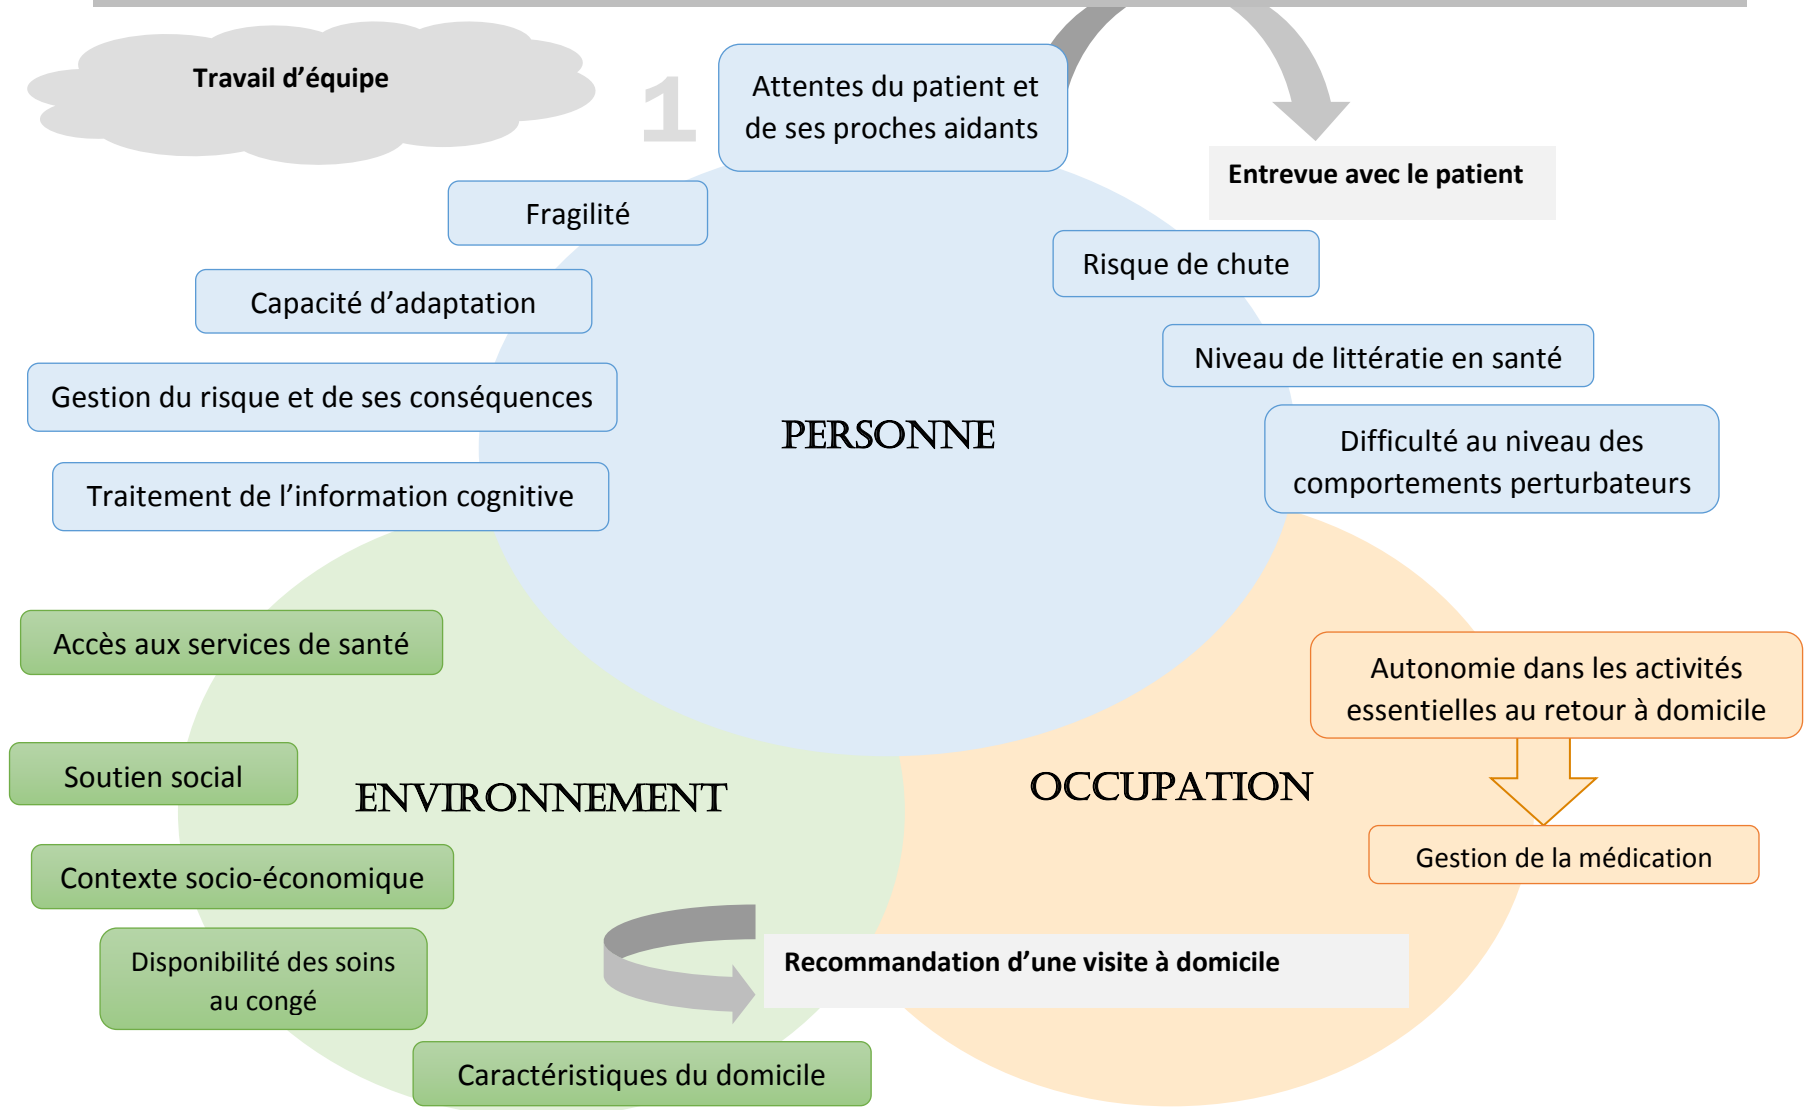 Travail d’équipe
1
Attentes du patient et
de ses proches aidants
Entrevue avec le patient
Fragilité
Risque de chute
Capacité d’adaptation
Niveau de littératie en santé
Gestion du risque et de ses conséquences
PERSONNE
Difficulté au niveau des
comportements perturbateurs
Traitement de l’information cognitive
Accès aux services de santé
Autonomie dans les activités
essentielles au retour à domicile
Soutien social
ENVIRONNEMENT
OCCUPATION
Gestion de la médication
Contexte socio-économique
Disponibilité des soins
au congé
Recommandation d’une visite à domicile
Caractéristiques du domicile